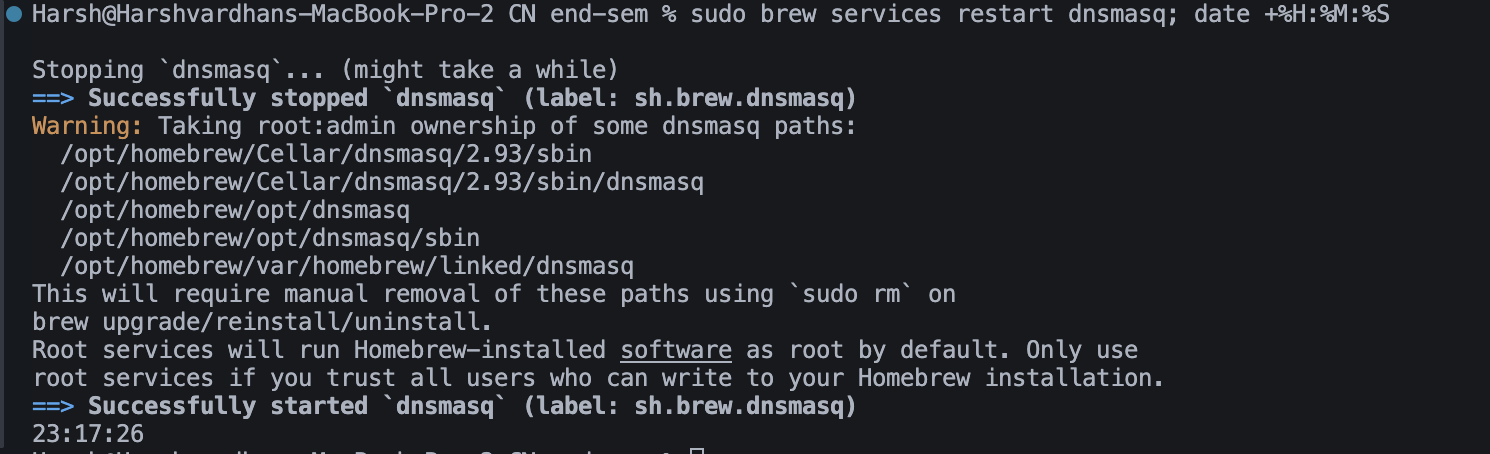 Harsh@Harshvardhans-MacBook-Pro-2 CN end-sem % sudo brew services restart dnsmasq; date +%H:%M:%S
Stopping `dnsmasq`... (might take a while)
==> Successfully stopped `dnsmasq` (label: sh.brew.dnsmasq)
Warning: Taking root:admin ownership of some dnsmasq paths:
  /opt/homebrew/Cellar/dnsmasq/2.93/sbin
  /opt/homebrew/Cellar/dnsmasq/2.93/sbin/dnsmasq
  /opt/homebrew/opt/dnsmasq
  /opt/homebrew/opt/dnsmasq/sbin
  /opt/homebrew/var/homebrew/linked/dnsmasq
This will require manual removal of these paths using `sudo rm` on
brew upgrade/reinstall/uninstall.
Root services will run Homebrew-installed software as root by default. Only use
root services if you trust all users who can write to your Homebrew installation.
==> Successfully started `dnsmasq` (label: sh.brew.dnsmasq)
23:17:26